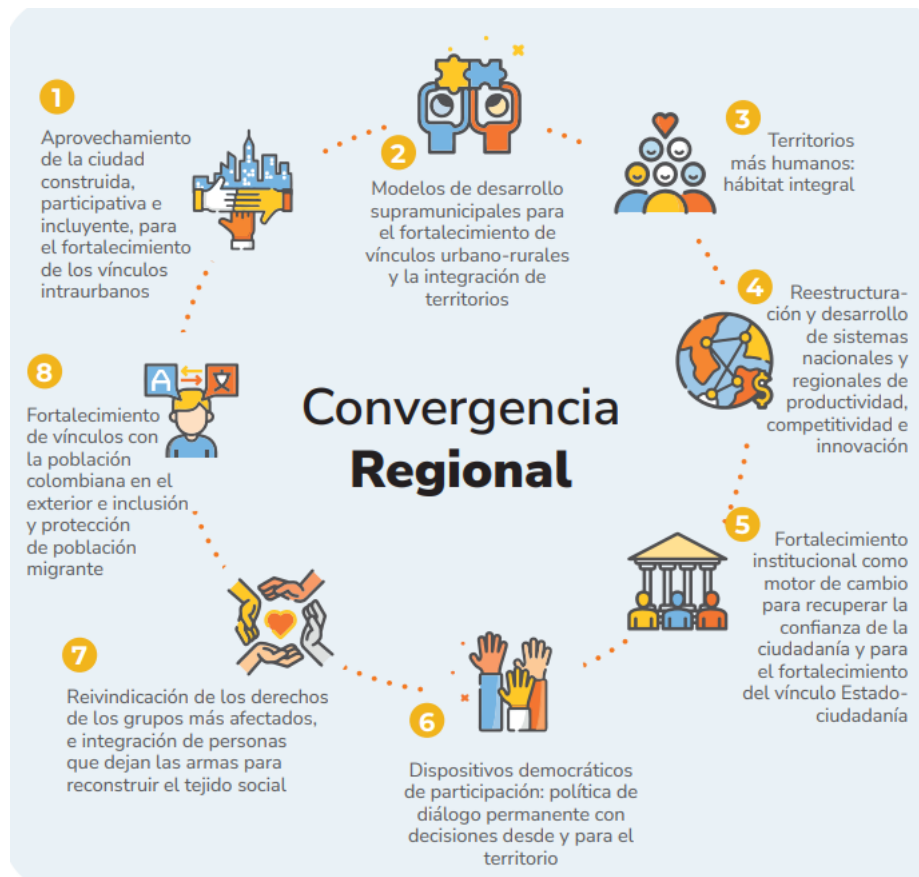 Convergencia
Regional
1
Aprovechamiento
de la ciudad
construida,
participativa e
incluyente, para
el fortalecimiento
de los vínculos
intraurbanos
2
Modelos de desarrollo
supramunicipales para
el fortalecimiento de
vínculos urbano-rurales
y la integración de
territorios
3
Territorios
más humanos:
hábitat integral
4
Reestructura-
ción y desarrollo
de sistemas
nacionales y
regionales de
productividad,
competitividad e
innovación
$
5
Fortalecimiento
institucional como
motor de cambio
para recuperar la
confianza de la
ciudadanía y para
el fortalecimiento
del vínculo Estado-
ciudadanía
6
Dispositivos democráticos
de participación: política de
diálogo permanente con
decisiones desde y para el
territorio
7
Reivindicación de los derechos
de los grupos más afectados,
e integración de personas
que dejan las armas para
reconstruir el tejido social
8
A
Fortalecimiento
de vínculos con
la población
colombiana en el
exterior e inclusión
y protección
de población
migrante